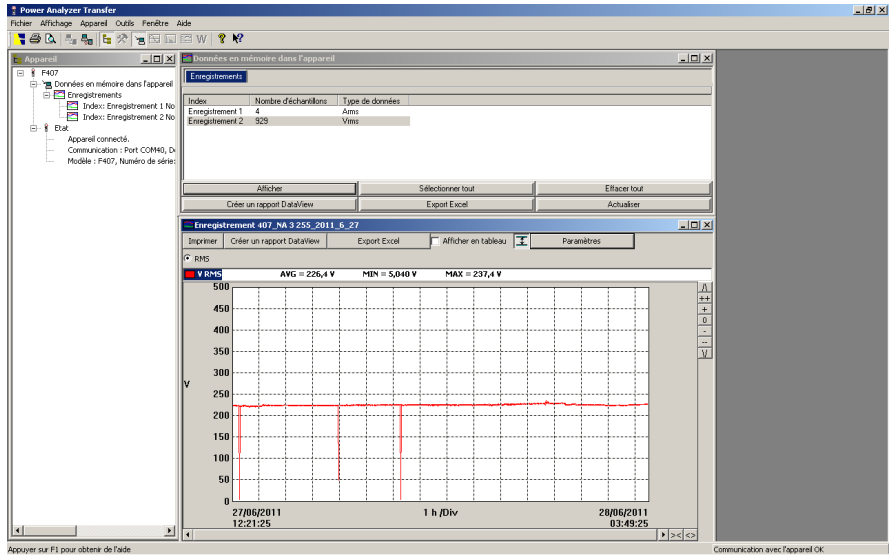 Power Analyzer Transfer
Fichier Affichage Appareil Outils Fenêtre Aide
W
Appareil
F407
Données en mémoire dans l'appareil
Enregistrements
Index: Enregistrement 1 No
Index: Enregistrement 2 No
Etat
Appareil connecté.
Communication : Port COM40, D
Modèle : F407, Numéro de série:
Données en mémoire dans l'appareil
Enregistrements
Index Nombre d'échantillons Type de données
Enregistrement 1 4 Arms
Enregistrement 2 929 Vrms
Afficher Sélectionner tout Effacer tout
Créer un rapport DataView Export Excel Actualiser
Enregistrement 407_NA 3 255_2011_6_27
Imprimer Créer un rapport DataView Export Excel Afficher en tableau Paramètres
RMS
V RMS AVG = 226,4 V MIN = 5,040 V MAX = 237,4 V
500
450
400
350
300
V
250
200
150
100
50
0
/\
++
+
0
-
--
\/
27/06/2011 1 h /Div 28/06/2011
12:21:25 03:49:25
>< <>
Appuyer sur F1 pour obtenir de l'aide Communication avec l'appareil OK